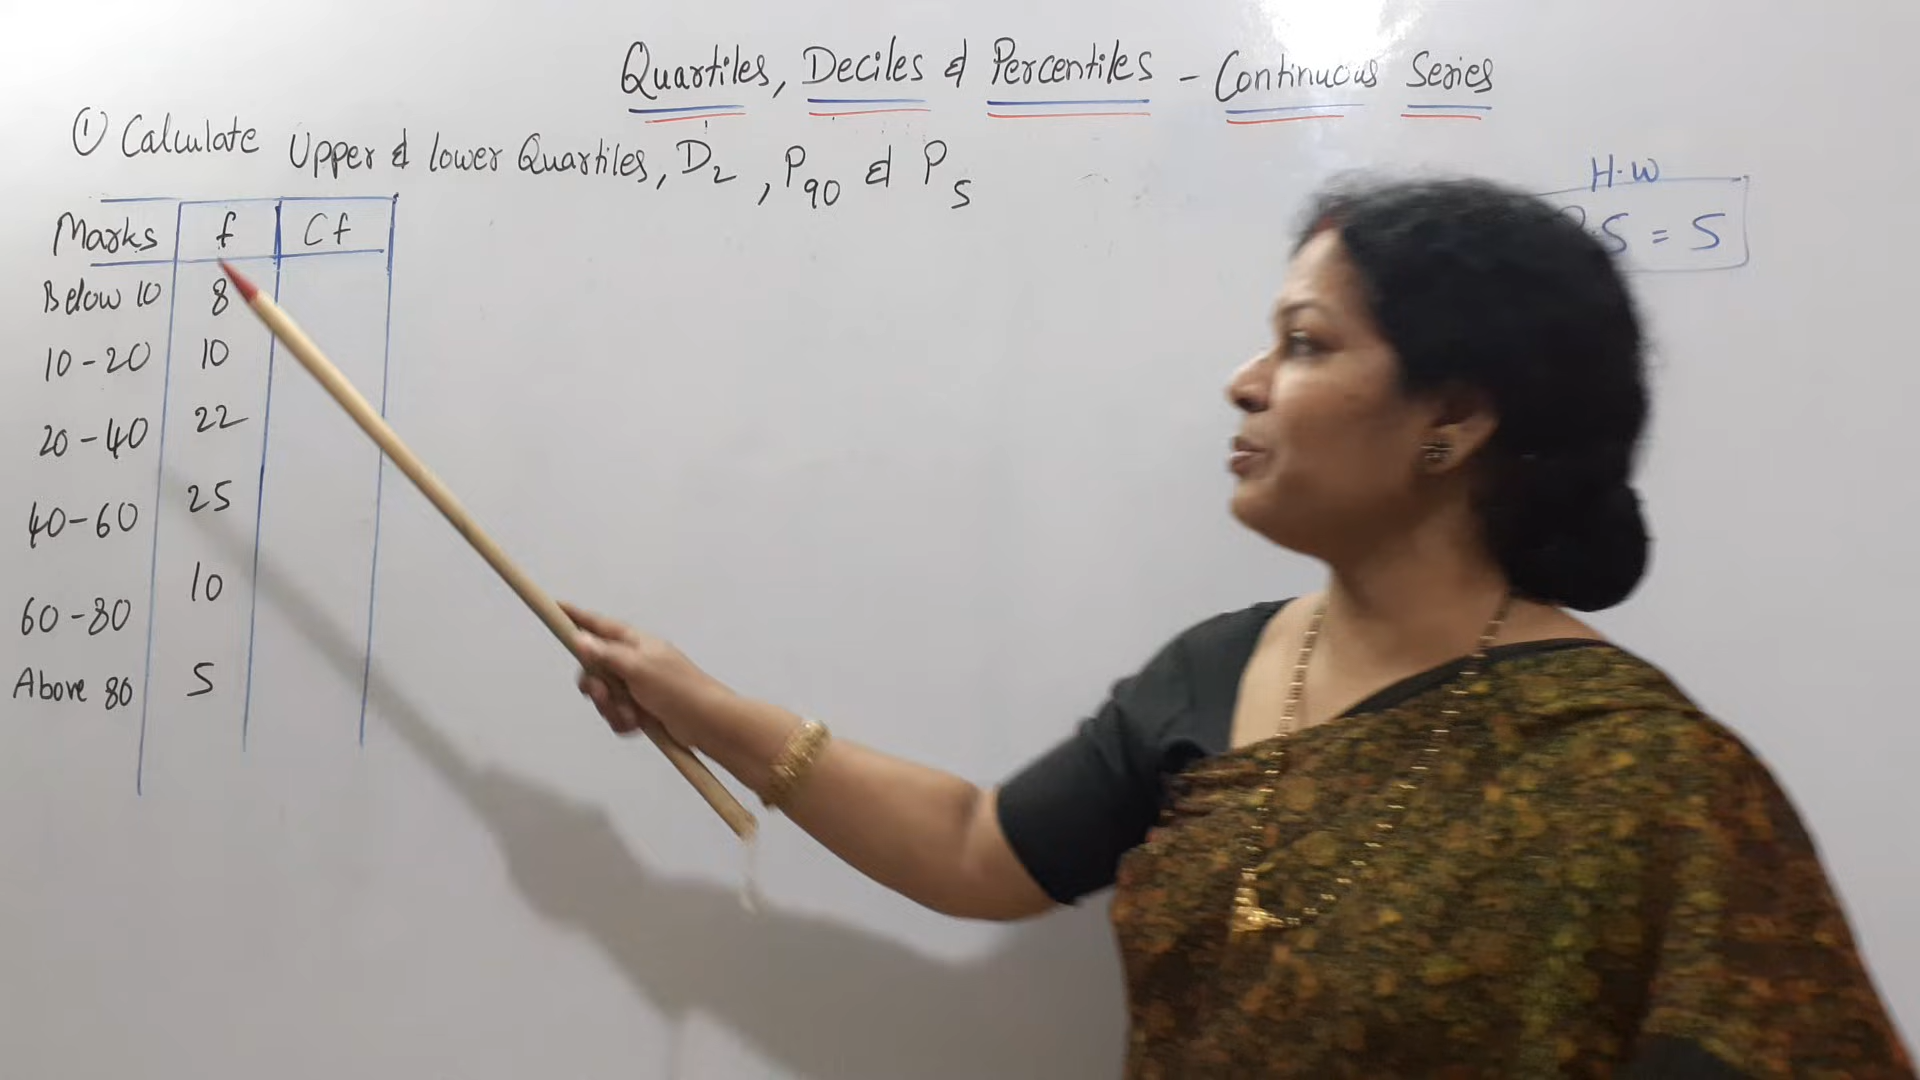 Quartiles, Deciles & Percentiles - Continuous Series
① Calculate Upper & lower Quartiles, D2, P90 & P5
H.W
5 = 5
Marks f Cf
Below 10 8
10-20 10
20-40 22
40-60 25
60-80 10
Above 80 5